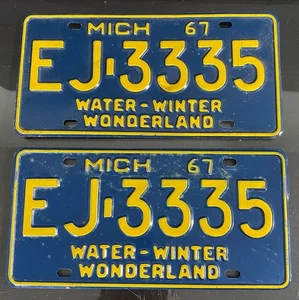 MICH 67
EJ-3335
WATER-WINTER
WONDERLAND
MICH 67
EJ-3335
WATER-WINTER
WONDERLAND